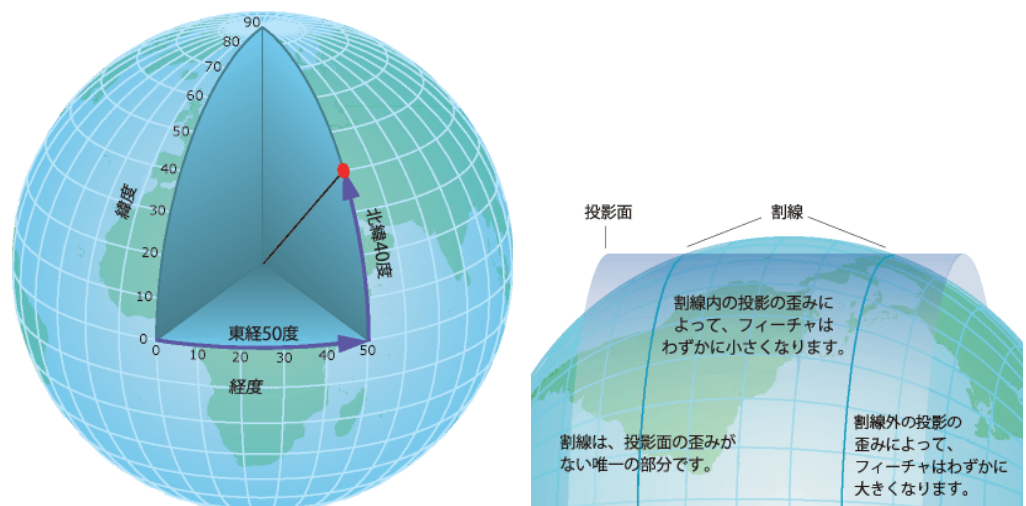 90
80
70
60
50
40
30
20
10
0
緯度
北緯40度
東経50度
0
10
20
30
40
50
経度
投影面
割線
割線内の投影の歪みに
よって、フィーチャは
わずかに小さくなります。
割線は、投影面の歪みが
ない唯一の部分です。
割線外の投影の
歪みによって、
フィーチャはわずかに
大きくなります。